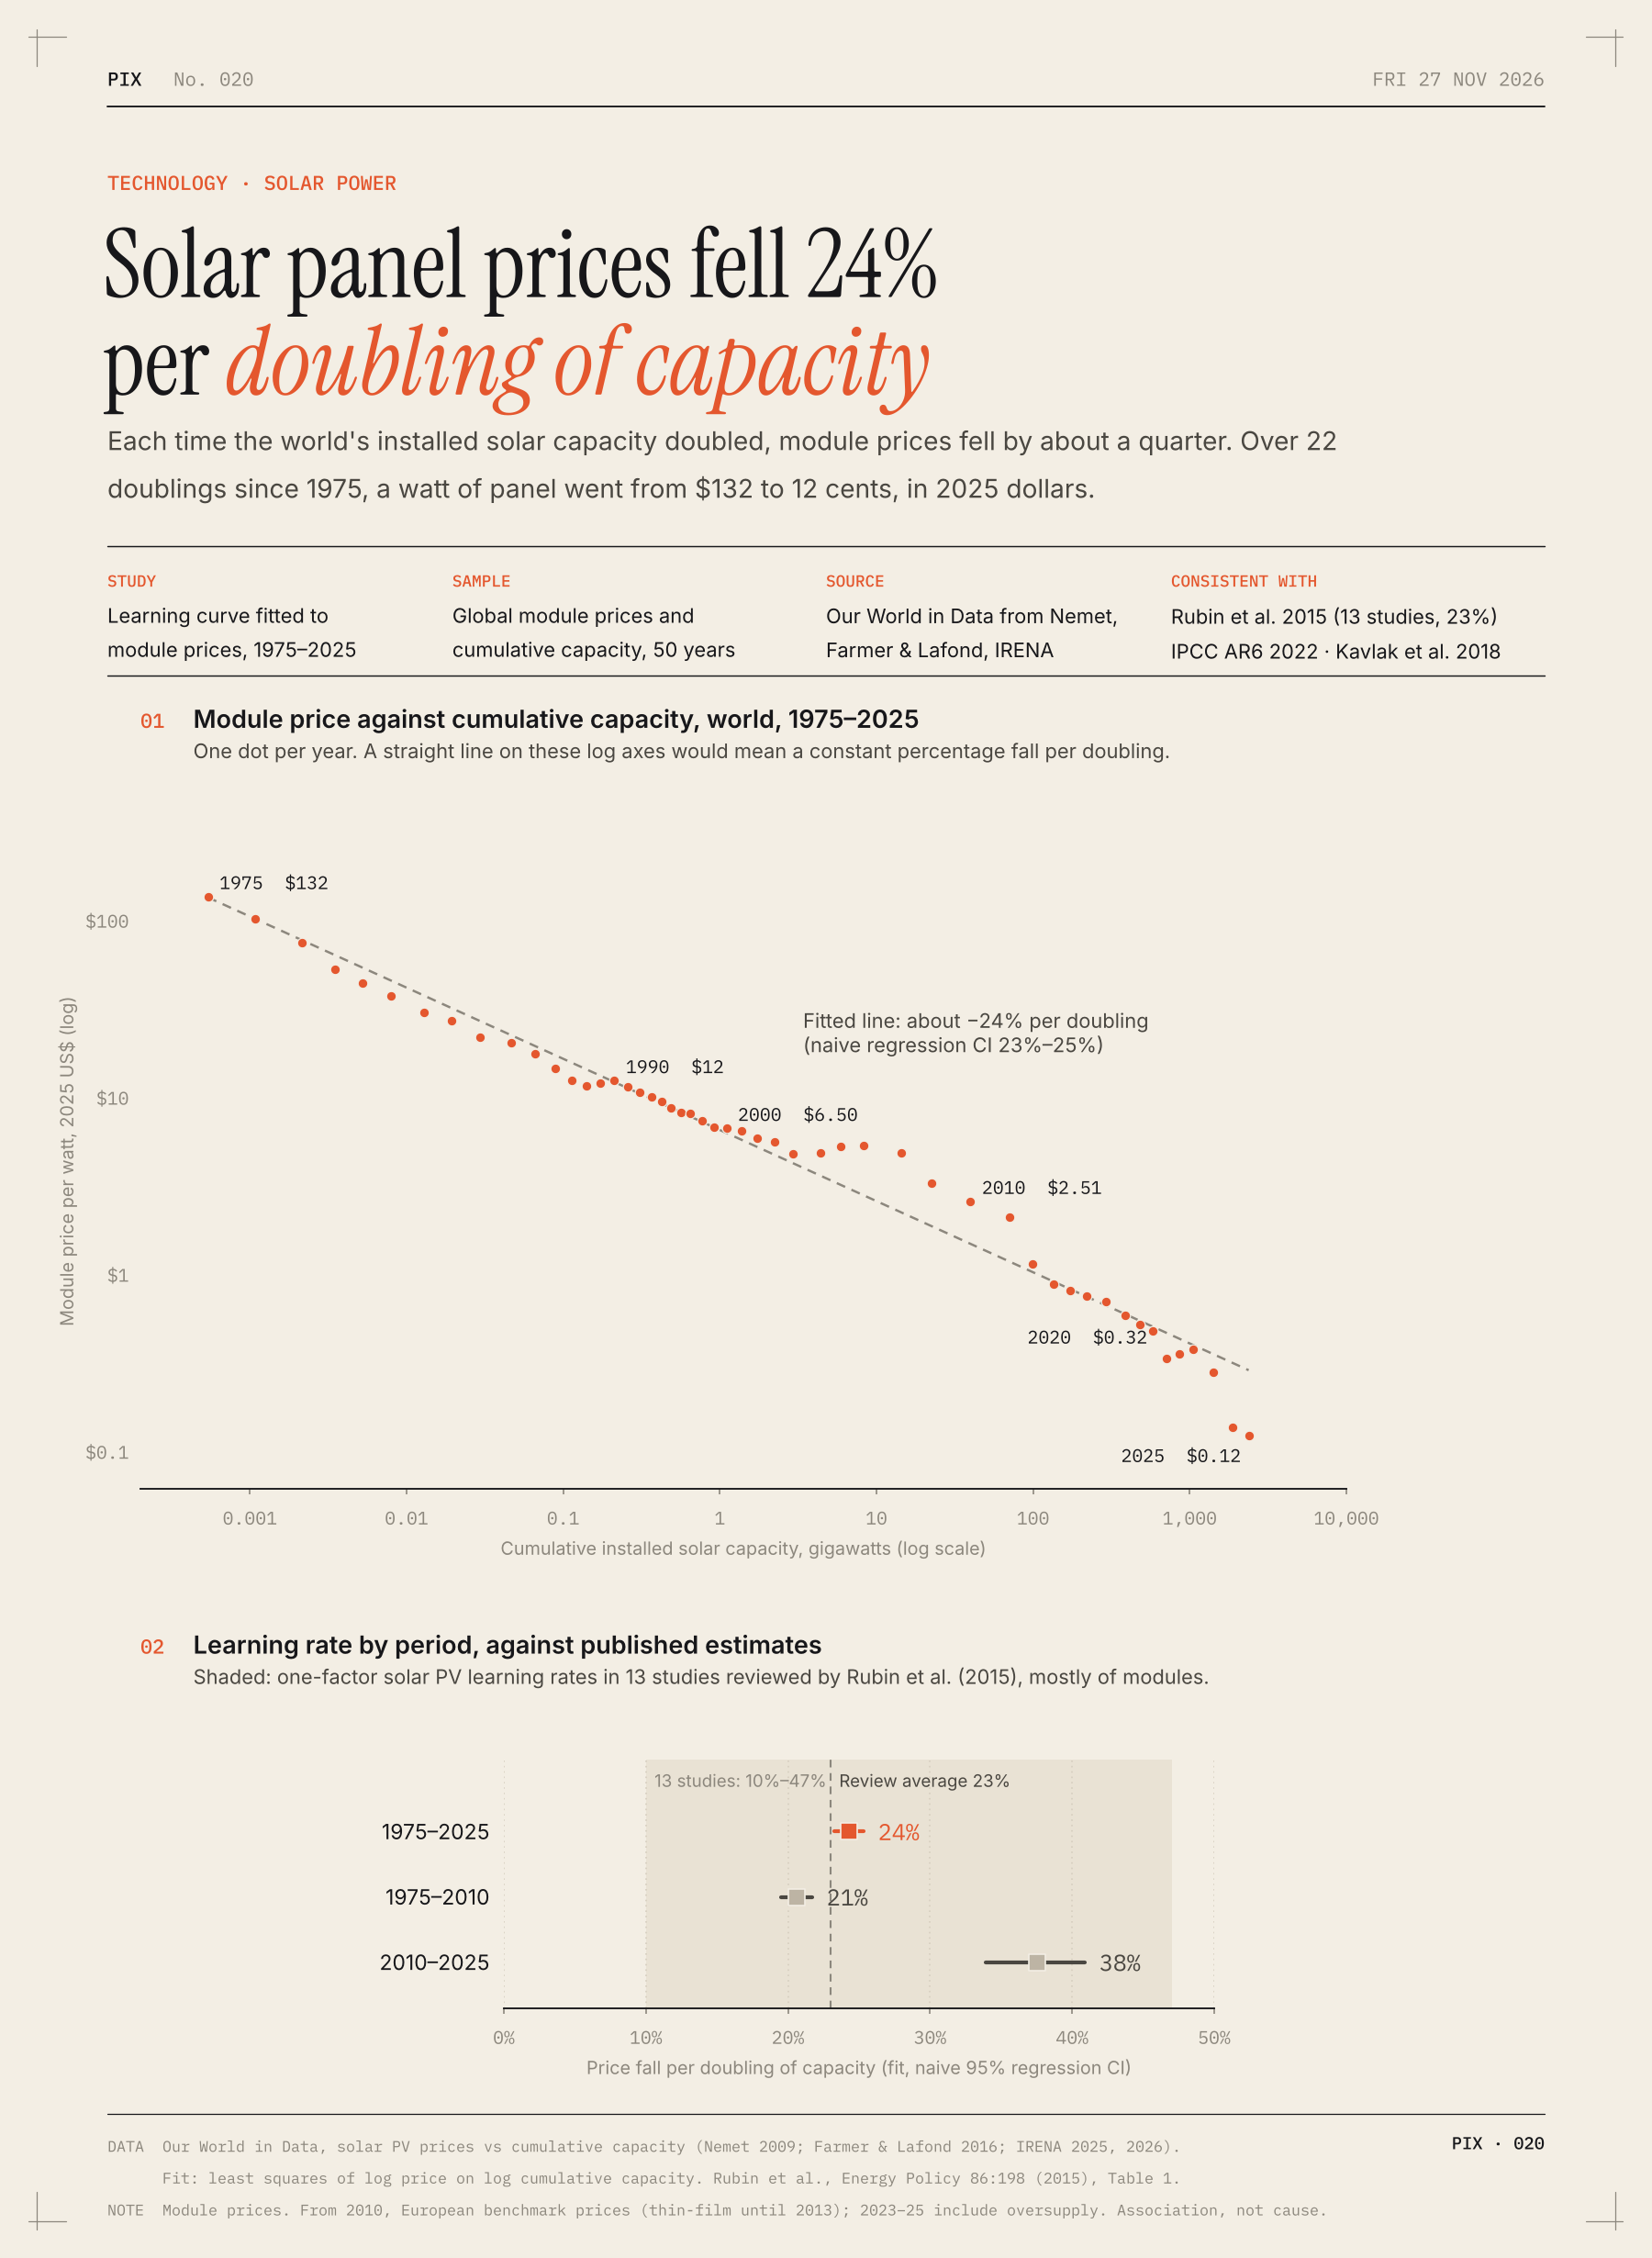 PIX No. 020
FRI 27 NOV 2026
TECHNOLOGY · SOLAR POWER
Solar panel prices fell 24%
per doubling of capacity
Each time the world's installed solar capacity doubled, module prices fell by about a quarter. Over 22
doublings since 1975, a watt of panel went from $132 to 12 cents, in 2025 dollars.
STUDY
Learning curve fitted to
module prices, 1975–2025
SAMPLE
Global module prices and
cumulative capacity, 50 years
SOURCE
Our World in Data from Nemet,
Farmer & Lafond, IRENA
CONSISTENT WITH
Rubin et al. 2015 (13 studies, 23%)
IPCC AR6 2022 · Kavlak et al. 2018
01 Module price against cumulative capacity, world, 1975–2025
One dot per year. A straight line on these log axes would mean a constant percentage fall per doubling.
Module price per watt, 2025 US$ (log)
$100
$10
$1
$0.1
1975 $132
1990 $12
2000 $6.50
2010 $2.51
2020 $0.32
2025 $0.12
Fitted line: about −24% per doubling
(naive regression CI 23%–25%)
0.001 0.01 0.1 1 10 100 1,000 10,000
Cumulative installed solar capacity, gigawatts (log scale)
02 Learning rate by period, against published estimates
Shaded: one-factor solar PV learning rates in 13 studies reviewed by Rubin et al. (2015), mostly of modules.
13 studies: 10%–47% Review average 23%
1975–2025 24%
1975–2010 21%
2010–2025 38%
0% 10% 20% 30% 40% 50%
Price fall per doubling of capacity (fit, naive 95% regression CI)
DATA Our World in Data, solar PV prices vs cumulative capacity (Nemet 2009; Farmer & Lafond 2016; IRENA 2025, 2026).
Fit: least squares of log price on log cumulative capacity. Rubin et al., Energy Policy 86:198 (2015), Table 1.
NOTE Module prices. From 2010, European benchmark prices (thin-film until 2013); 2023–25 include oversupply. Association, not cause.
PIX · 020